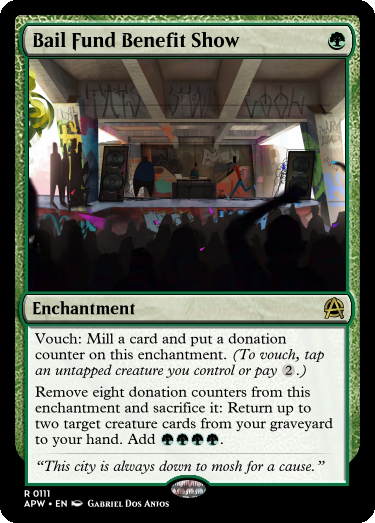 Bail Fund Benefit Show
Enchantment
Vouch: Mill a card and put a donation
counter on this enchantment. (To vouch, tap
an untapped creature you control or pay 2.)
Remove eight donation counters from this
enchantment and sacrifice it: Return up to
two target creature cards from your graveyard
to your hand. Add
“This city is always down to mosh for a cause.”
R 0111
APW • EN Gabriel Dos Antos